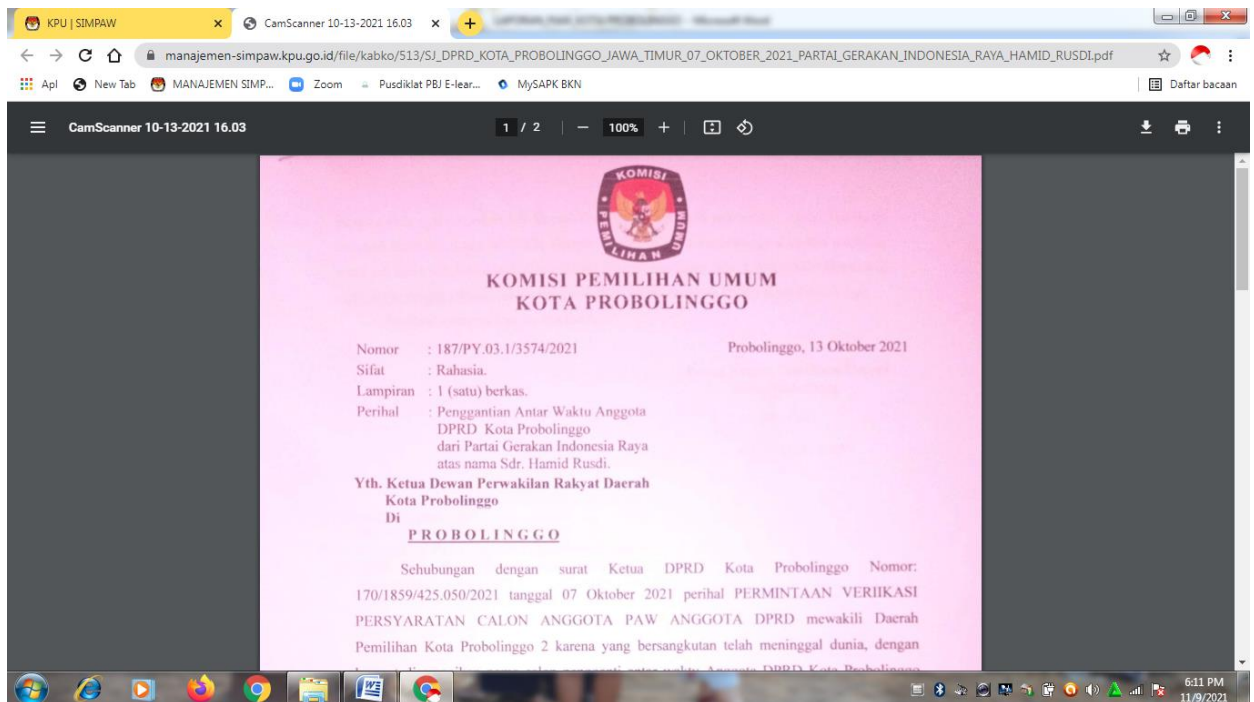 KPU | SIMPAW
CamScanner 10-13-2021 16.03
manajemen-simpaw.kpu.go.id/file/kabko/513/SJ_DPRD_KOTA_PROBOLINGGO_JAWA_TIMUR_07_OKTOBER_2021_PARTAI_GERAKAN_INDONESIA_RAYA_HAMID_RUSDI.pdf
Apl New Tab MANAJEMEN SIMP... Zoom Pusdiklat PBJ E-lear... MySAPK BKN Daftar bacaan
CamScanner 10-13-2021 16.03 1 / 2 100%
KOMISI
PEMILIHAN UMUM
KOMISI PEMILIHAN UMUM
KOTA PROBOLINGGO
Nomor : 187/PY.03.1/3574/2021 Probolinggo, 13 Oktober 2021
Sifat : Rahasia.
Lampiran : 1 (satu) berkas.
Perihal : Penggantian Antar Waktu Anggota
DPRD Kota Probolinggo
dari Partai Gerakan Indonesia Raya
atas nama Sdr. Hamid Rusdi.
Yth. Ketua Dewan Perwakilan Rakyat Daerah
Kota Probolinggo
Di
PROBOLINGGO
Sehubungan dengan surat Ketua DPRD Kota Probolinggo Nomor:
170/1859/425.050/2021 tanggal 07 Oktober 2021 perihal PERMINTAAN VERIIKASI
PERSYARATAN CALON ANGGOTA PAW ANGGOTA DPRD mewakili Daerah
Pemilihan Kota Probolinggo 2 karena yang bersangkutan telah meninggal dunia, dengan
6:11 PM
11/9/2021